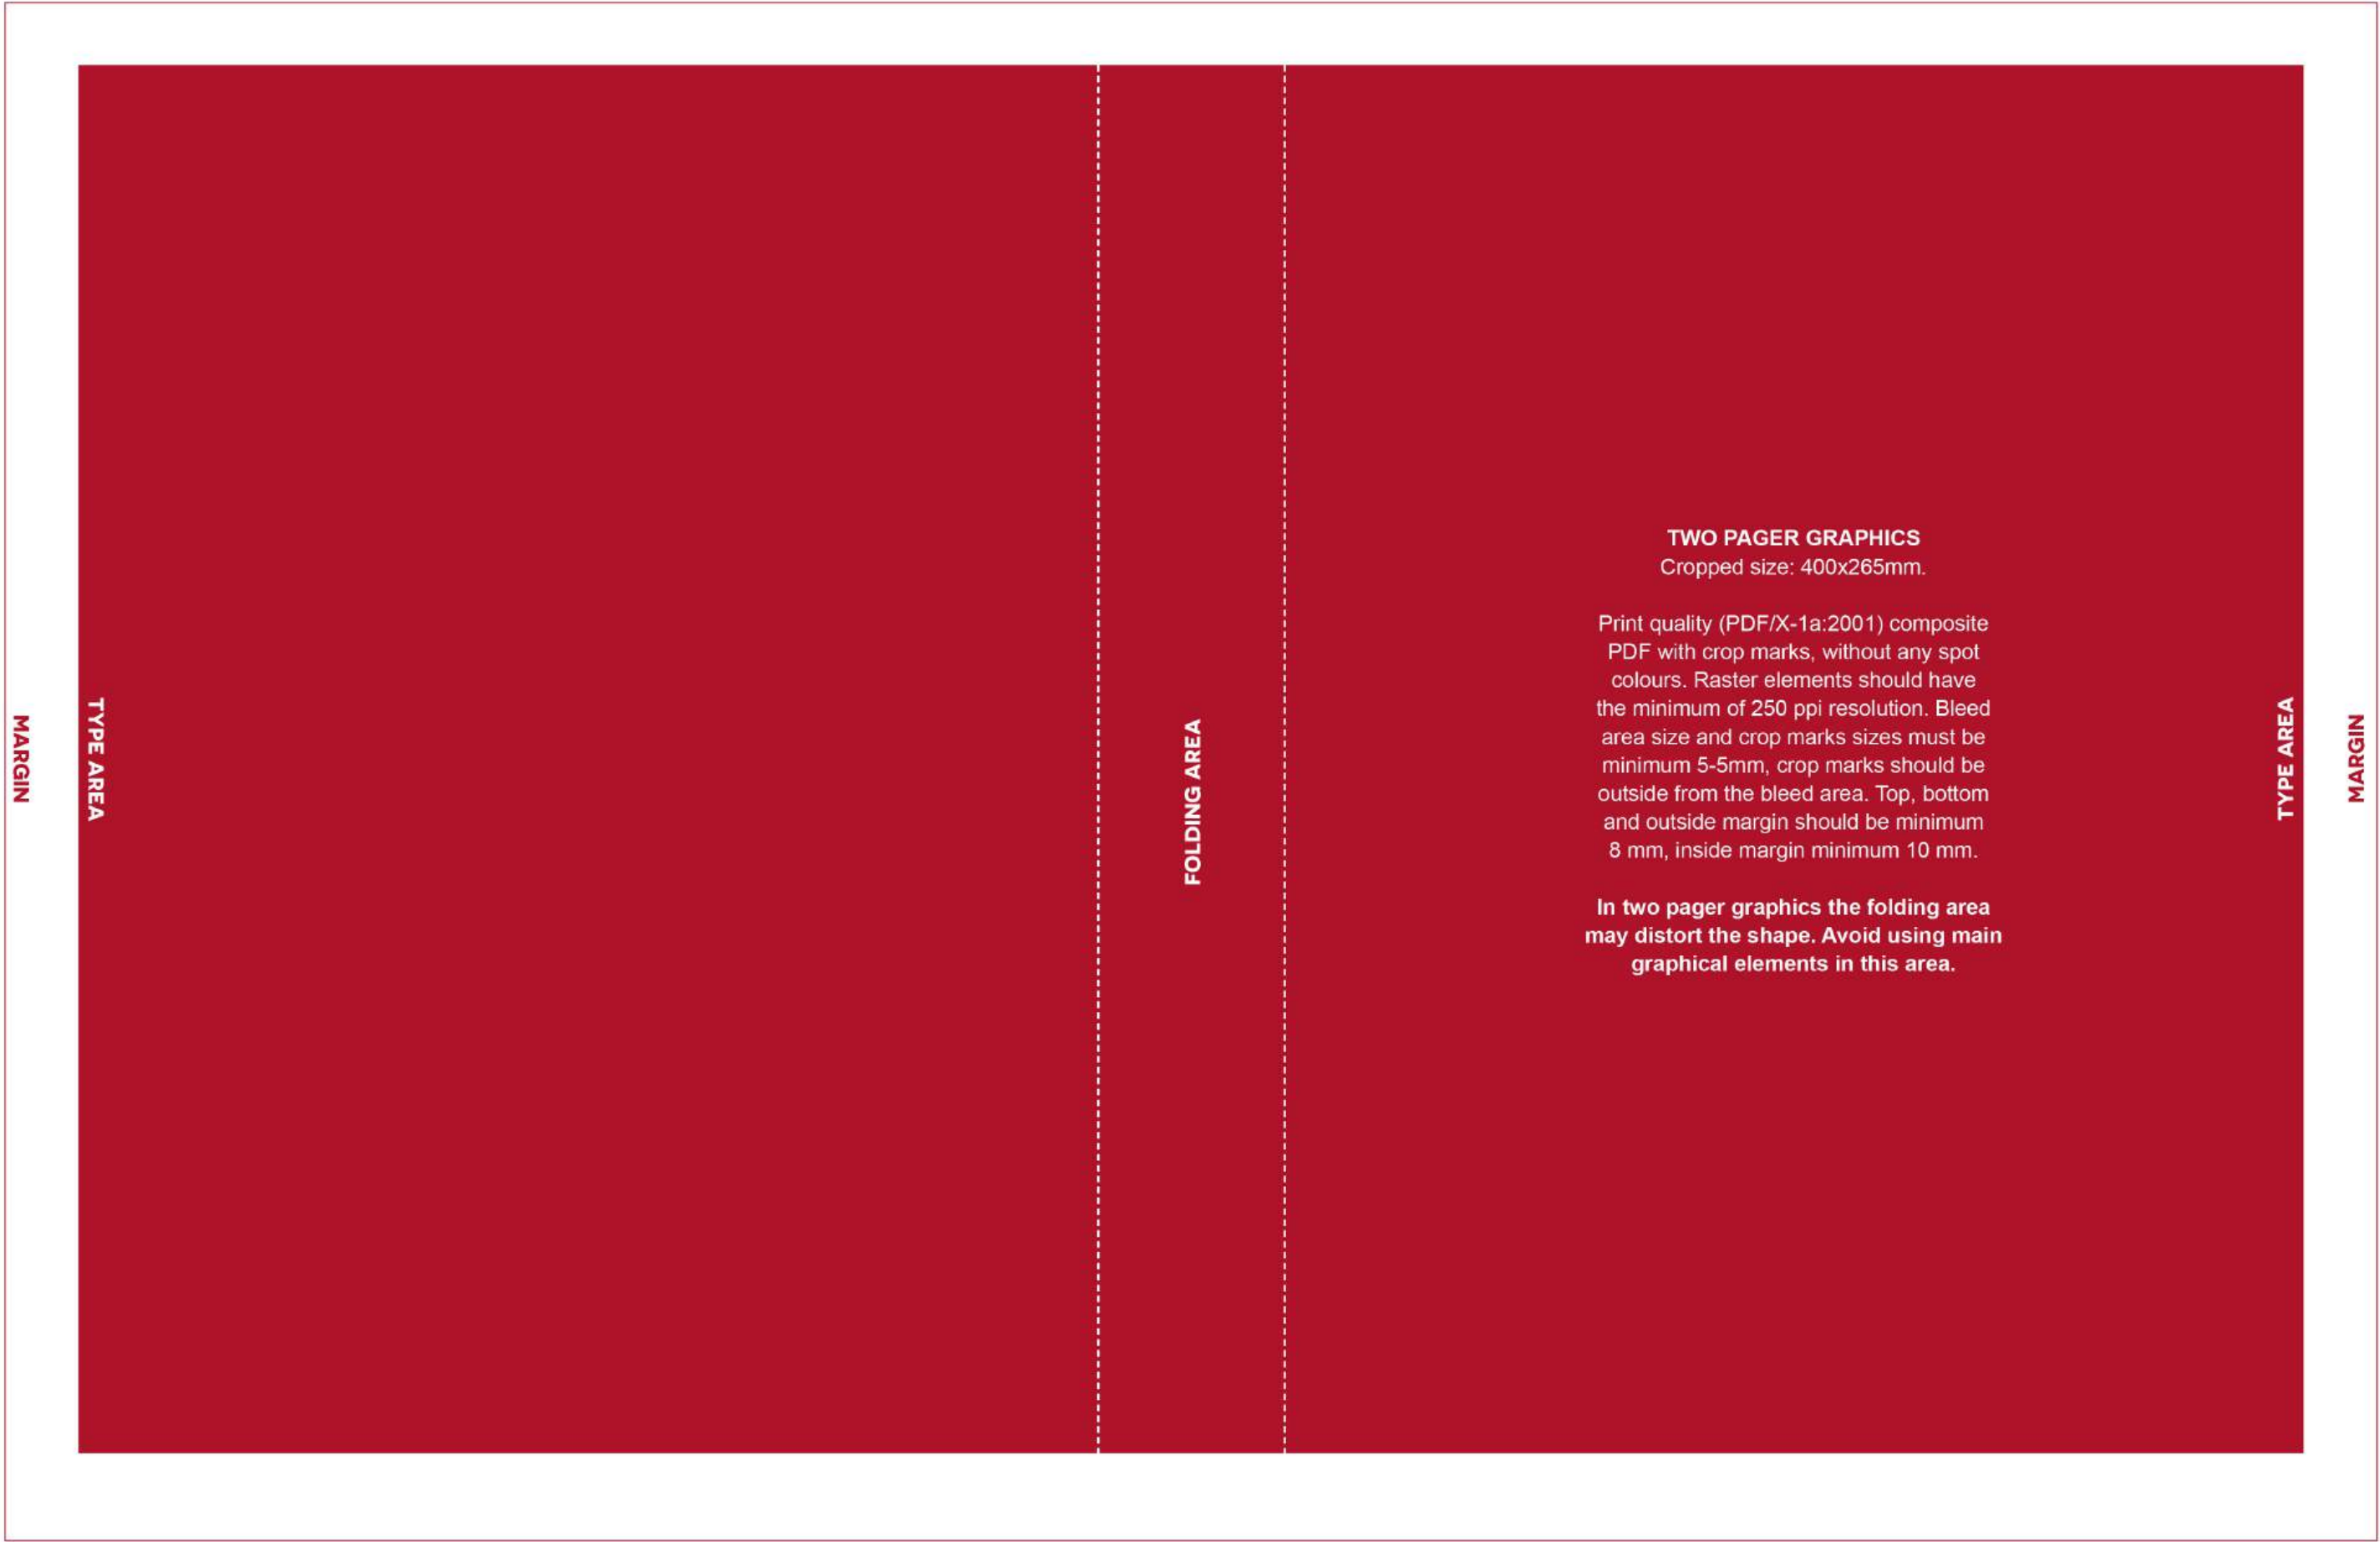 MARGIN
TYPE AREA
FOLDING AREA
TWO PAGER GRAPHICS
Cropped size: 400x265mm.
Print quality (PDF/X-1a:2001) composite
PDF with crop marks, without any spot
colours. Raster elements should have
the minimum of 250 ppi resolution. Bleed
area size and crop marks sizes must be
minimum 5-5mm, crop marks should be
outside from the bleed area. Top, bottom
and outside margin should be minimum
8 mm, inside margin minimum 10 mm.
In two pager graphics the folding area
may distort the shape. Avoid using main
graphical elements in this area.
TYPE AREA
MARGIN